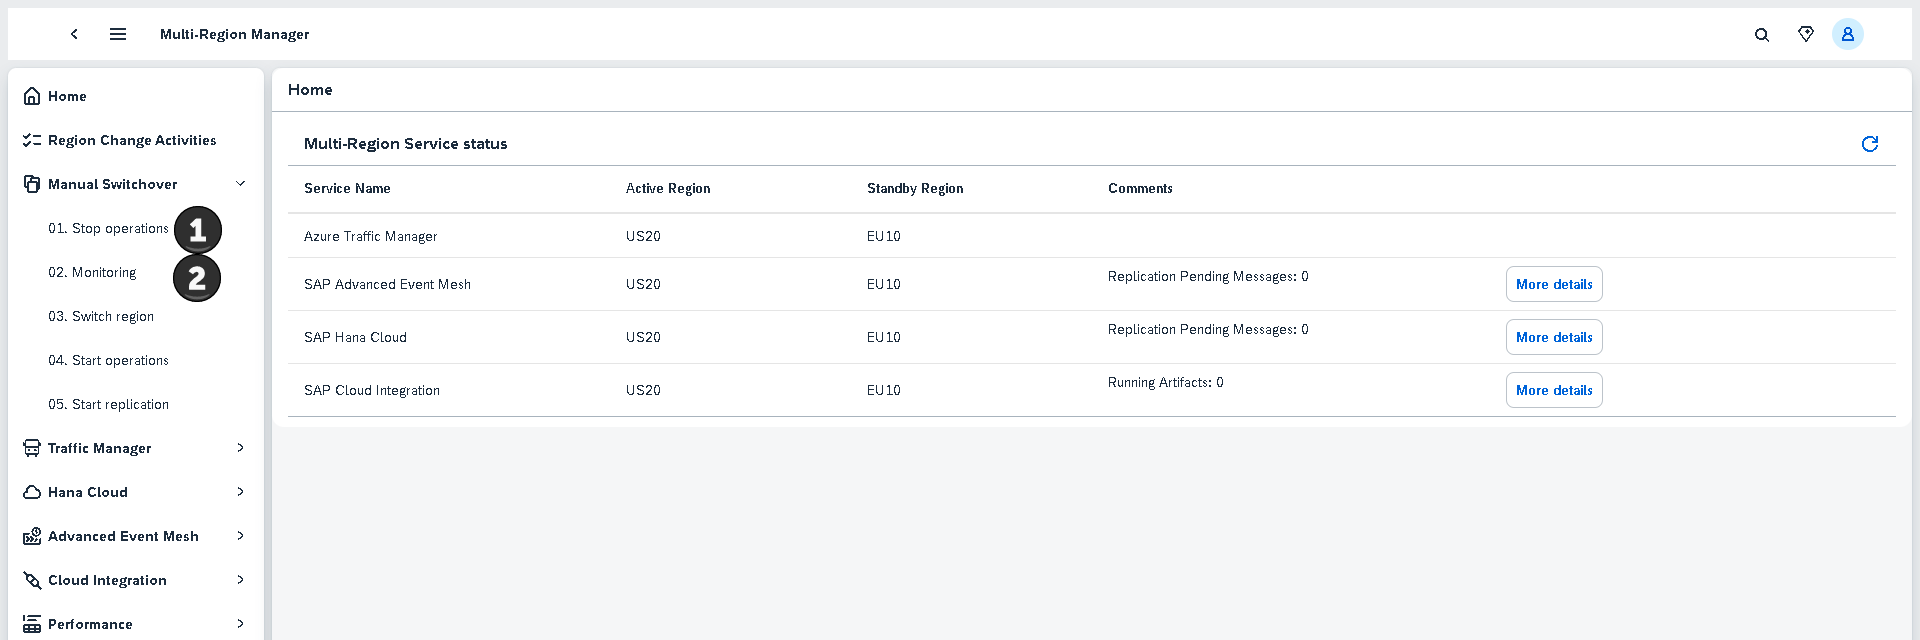 Multi-Region Manager
Home
Region Change Activities
Manual Switchover
01. Stop operations 1
02. Monitoring 2
03. Switch region
04. Start operations
05. Start replication
Traffic Manager
Hana Cloud
Advanced Event Mesh
Cloud Integration
Performance
Home
Multi-Region Service status
Service Name Active Region Standby Region Comments
Azure Traffic Manager US20 EU10
SAP Advanced Event Mesh US20 EU10 Replication Pending Messages: 0 More details
SAP Hana Cloud US20 EU10 Replication Pending Messages: 0 More details
SAP Cloud Integration US20 EU10 Running Artifacts: 0 More details